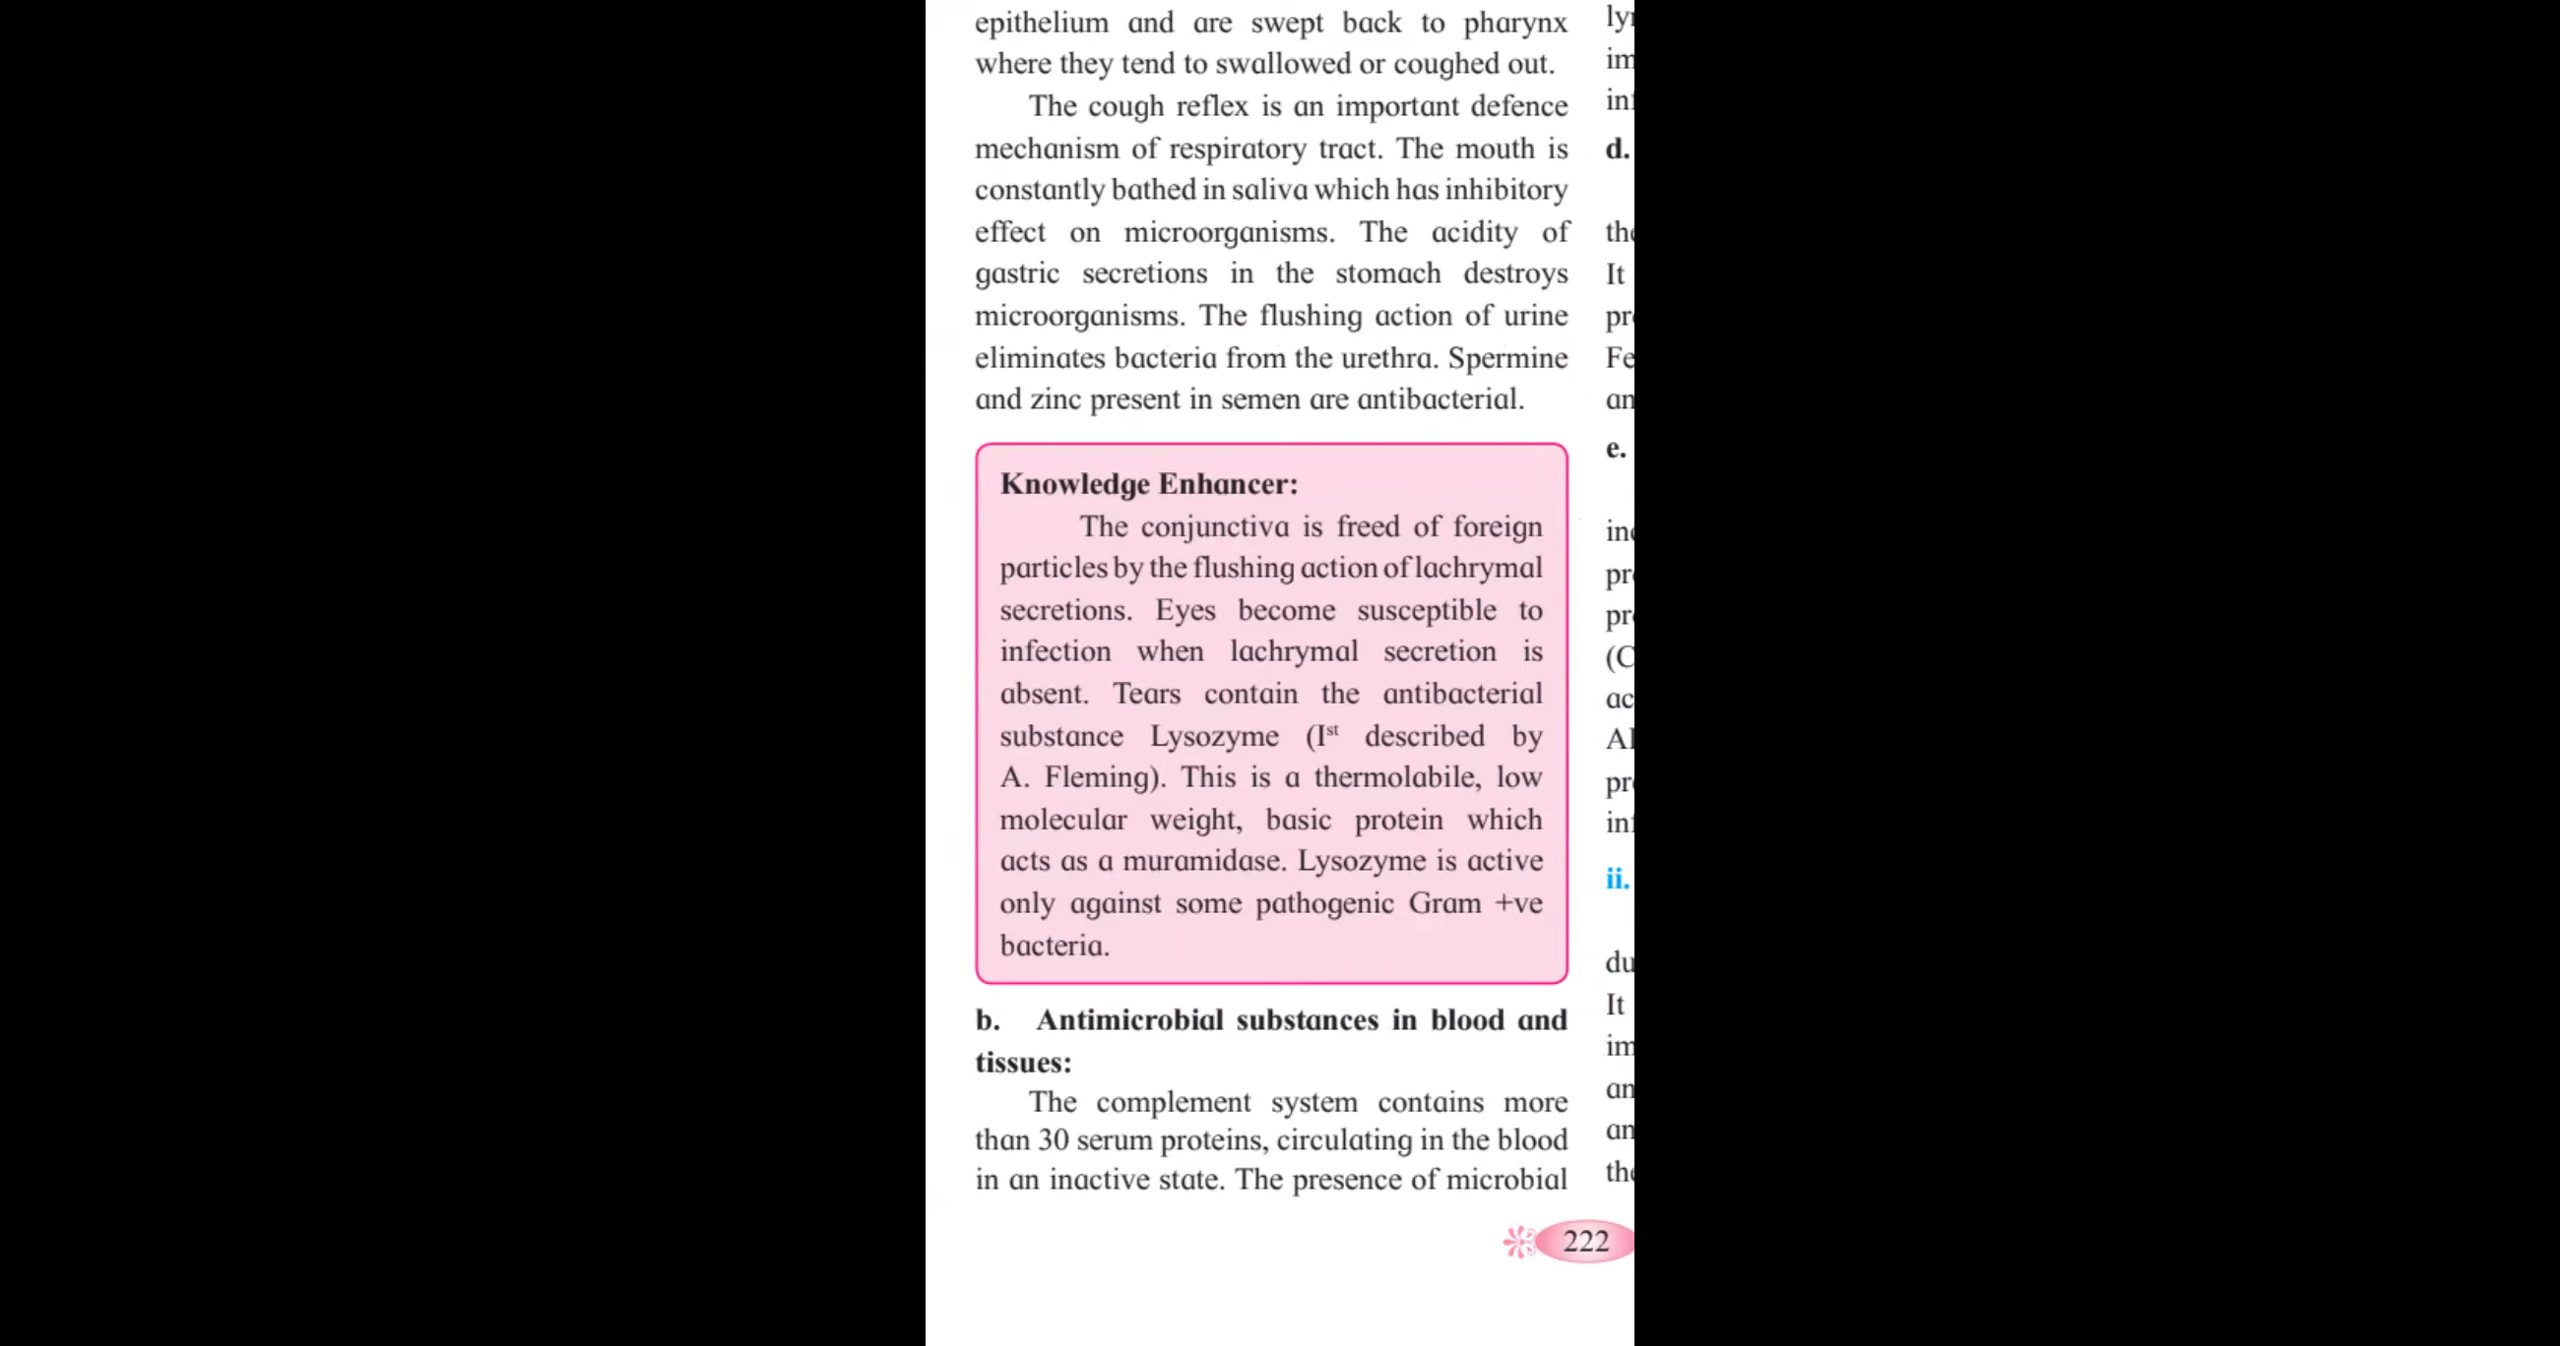 epithelium and are swept back to pharynx
where they tend to swallowed or coughed out.
The cough reflex is an important defence
mechanism of respiratory tract. The mouth is
constantly bathed in saliva which has inhibitory
effect on microorganisms. The acidity of
gastric secretions in the stomach destroys
microorganisms. The flushing action of urine
eliminates bacteria from the urethra. Spermine
and zinc present in semen are antibacterial.
Knowledge Enhancer:
The conjunctiva is freed of foreign
particles by the flushing action of lachrymal
secretions. Eyes become susceptible to
infection when lachrymal secretion is
absent. Tears contain the antibacterial
substance Lysozyme (Ist described by
A. Fleming). This is a thermolabile, low
molecular weight, basic protein which
acts as a muramidase. Lysozyme is active
only against some pathogenic Gram +ve
bacteria.
b. Antimicrobial substances in blood and
tissues:
The complement system contains more
than 30 serum proteins, circulating in the blood
in an inactive state. The presence of microbial
d.
It
e.
ii.
It
222